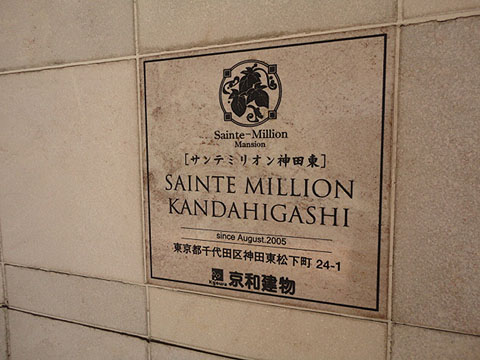 Sainte-Million
Mansion
[サンテミリオン神田東]
SAINTE MILLION
KANDAHIGASHI
since August.2005
東京都千代田区神田東松下町 24-1
京和建物